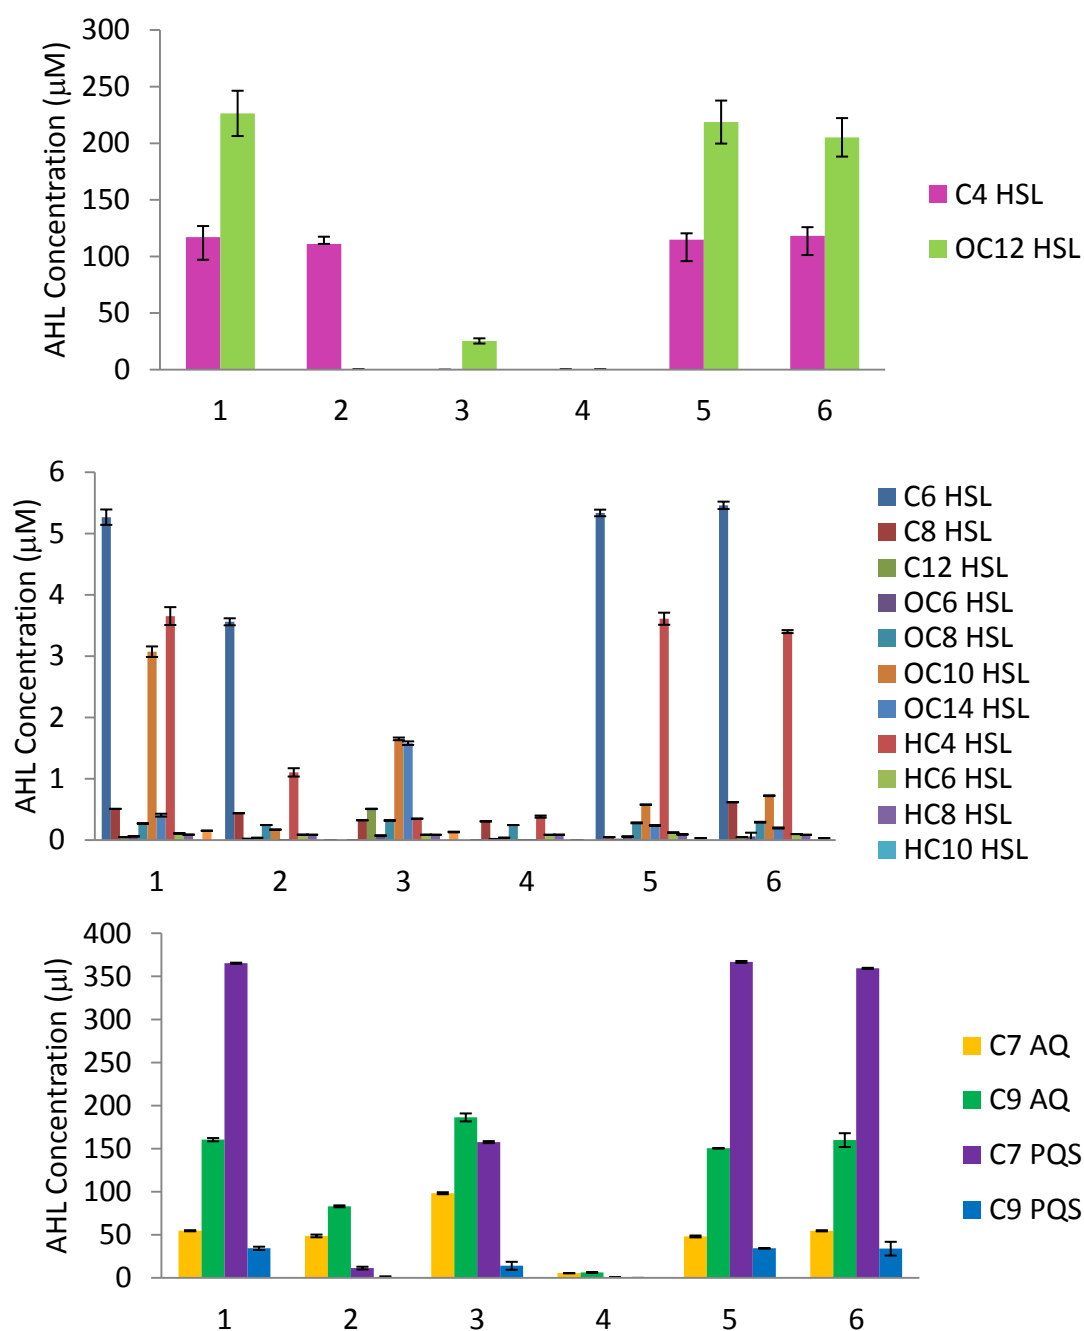 300
250
200
150
100
50
0
AHL Concentration (µM)
1 2 3 4 5 6
C4 HSL
OC12 HSL
6
5
4
3
2
1
0
AHL Concentration (µM)
1 2 3 4 5 6
C6 HSL
C8 HSL
C12 HSL
OC6 HSL
OC8 HSL
OC10 HSL
OC14 HSL
HC4 HSL
HC6 HSL
HC8 HSL
HC10 HSL
400
350
300
250
200
150
100
50
0
AHL Concentration (µl)
1 2 3 4 5 6
C7 AQ
C9 AQ
C7 PQS
C9 PQS